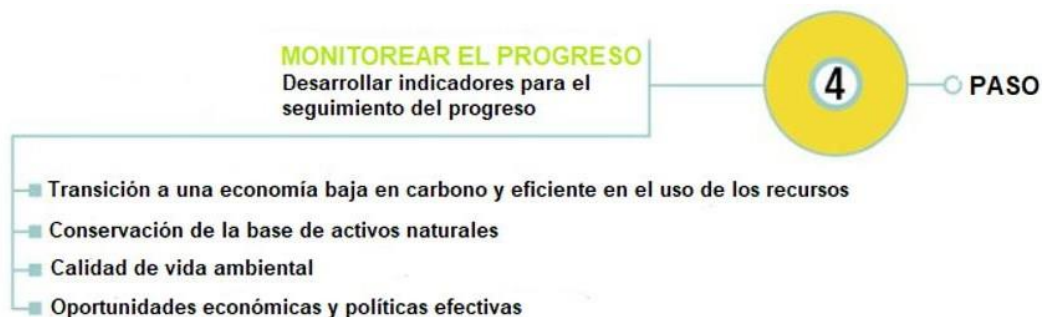 MONITOREAR EL PROGRESO
Desarrollar indicadores para el
seguimiento del progreso
4
PASO
Transición a una economía baja en carbono y eficiente en el uso de los recursos
Conservación de la base de activos naturales
Calidad de vida ambiental
Oportunidades económicas y políticas efectivas